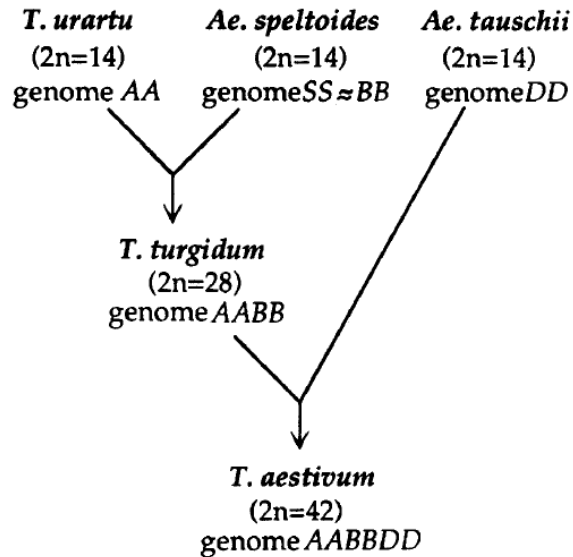 T. urartu Ae. speltoides Ae. tauschii
(2n=14) (2n=14) (2n=14)
genome AA genomeSS≈BB genomeDD
T. turgidum
(2n=28)
genome AABB
T. aestivum
(2n=42)
genome AABBDD